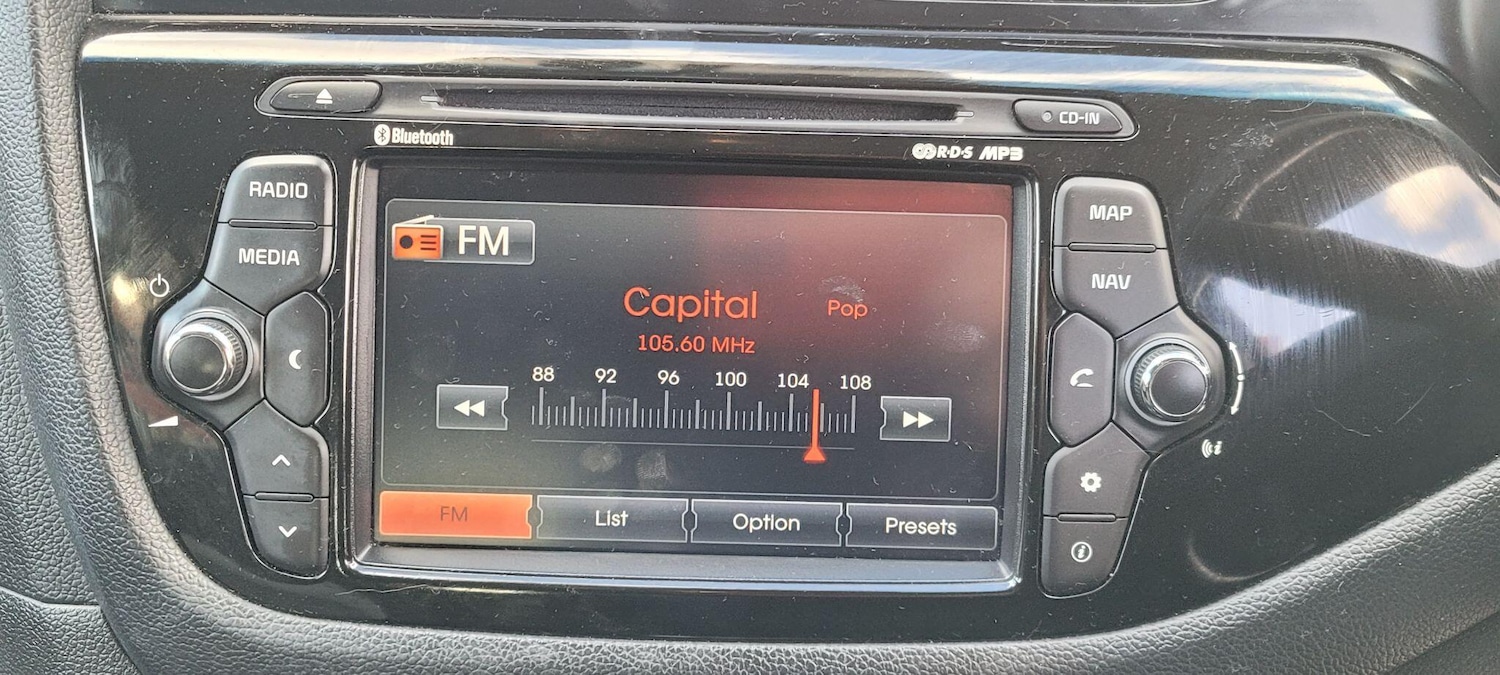 CD-IN
Bluetooth
R·D·S MP3
RADIO
MEDIA
MAP
NAV
FM
Capital Pop
105.60 MHz
88 92 96 100 104 108
FM List Option Presets